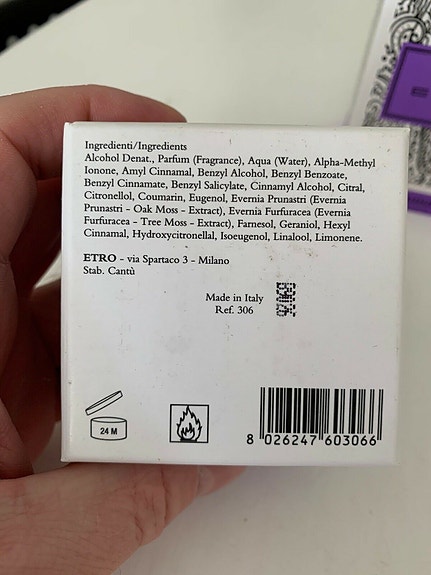 Ingredienti/Ingredients
Alcohol Denat., Parfum (Fragrance), Aqua (Water), Alpha-Methyl
Ionone, Amyl Cinnamal, Benzyl Alcohol, Benzyl Benzoate,
Benzyl Cinnamate, Benzyl Salicylate, Cinnamyl Alcohol, Citral,
Citronellol, Coumarin, Eugenol, Evernia Prunastri (Evernia
Prunastri - Oak Moss - Extract), Evernia Furfuracea (Evernia
Furfuracea - Tree Moss - Extract), Farnesol, Geraniol, Hexyl
Cinnamal, Hydroxycitronellal, Isoeugenol, Linalool, Limonene.
ETRO - via Spartaco 3 - Milano
Stab. Cantù
Made in Italy
Ref. 306
24 M
8 026247 603066